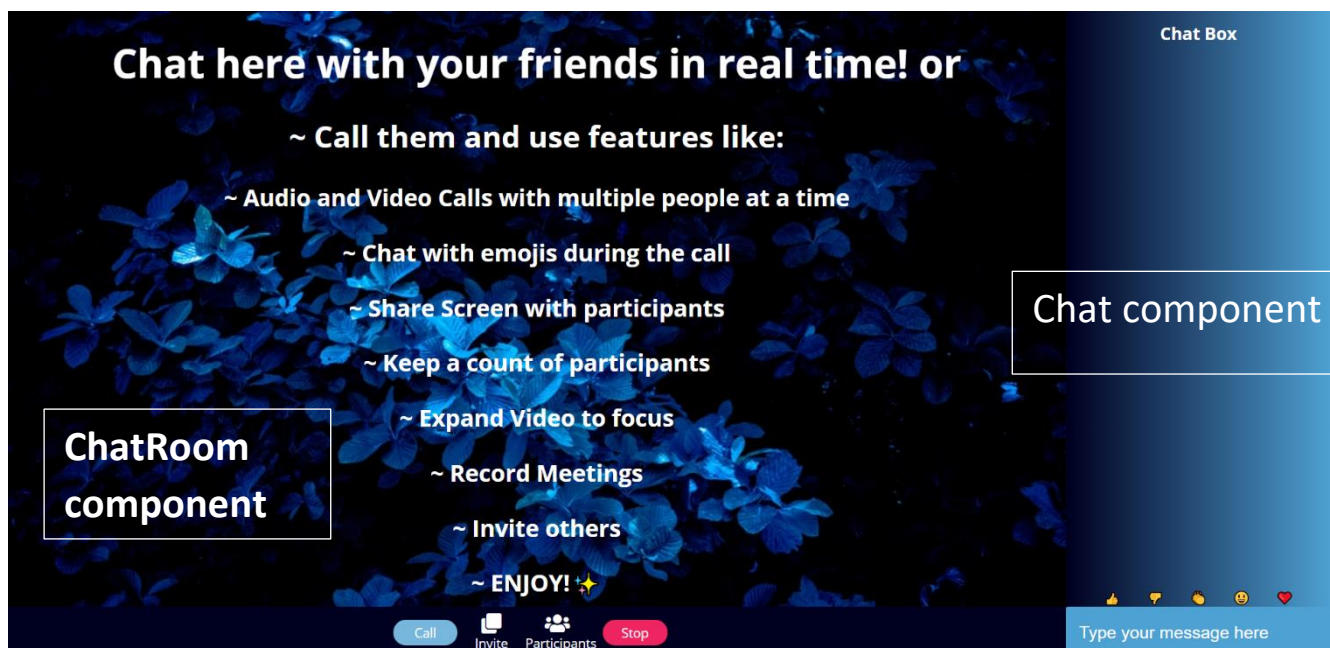 Chat here with your friends in real time! or
~ Call them and use features like:
~ Audio and Video Calls with multiple people at a time
~ Chat with emojis during the call
~ Share Screen with participants
~ Keep a count of participants
~ Expand Video to focus
~ Record Meetings
~ Invite others
~ ENJOY!✨
ChatRoom
component
Call
Invite
Participants
Stop
Chat Box
Chat component
👍 👎 👏 😀 ❤️
Type your message here